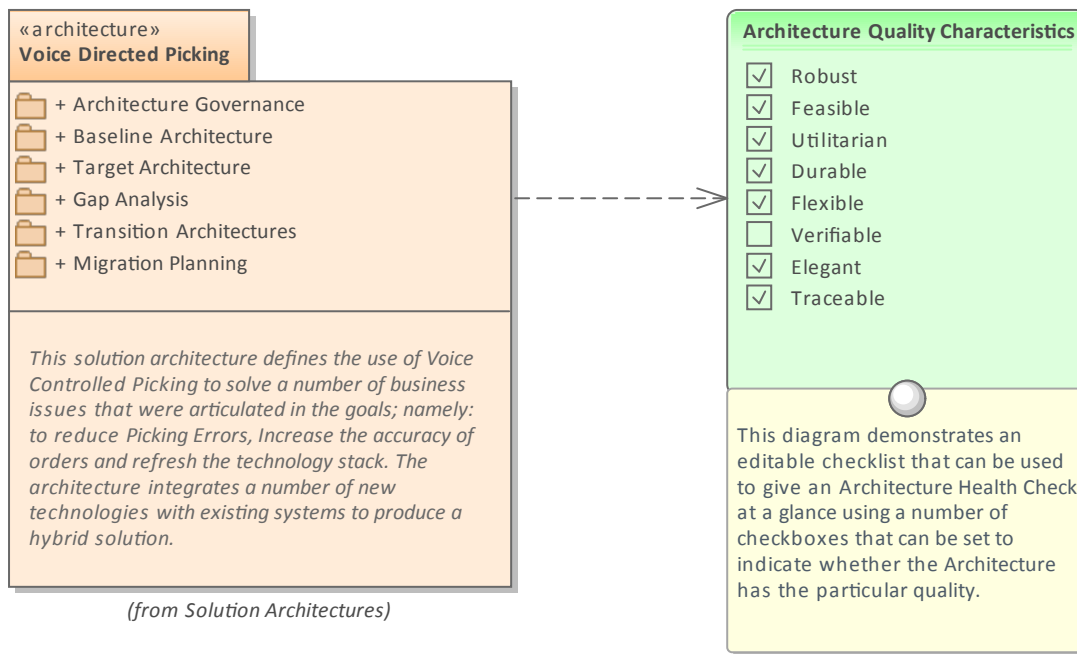 «architecture»
Voice Directed Picking
+ Architecture Governance
+ Baseline Architecture
+ Target Architecture
+ Gap Analysis
+ Transition Architectures
+ Migration Planning
This solution architecture defines the use of Voice
Controlled Picking to solve a number of business
issues that were articulated in the goals; namely:
to reduce Picking Errors, Increase the accuracy of
orders and refresh the technology stack. The
architecture integrates a number of new
technologies with existing systems to produce a
hybrid solution.
(from Solution Architectures)
Architecture Quality Characteristics
Robust
Feasible
Utilitarian
Durable
Flexible
Verifiable
Elegant
Traceable
This diagram demonstrates an
editable checklist that can be used
to give an Architecture Health Check
at a glance using a number of
checkboxes that can be set to
indicate whether the Architecture
has the particular quality.